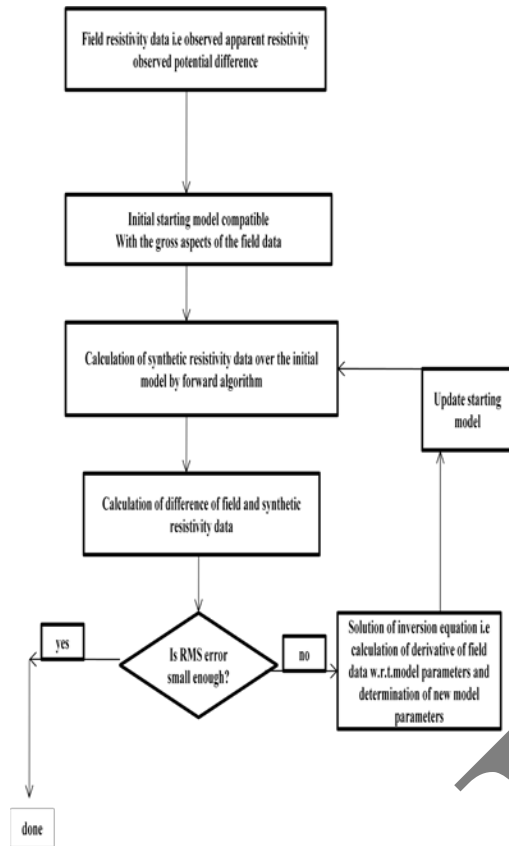 Field resistivity data i.e observed apparent resistivity
observed potential difference
Initial starting model compatible
With the gross aspects of the field data
Calculation of synthetic resistivity data over the initial
model by forward algorithm
Update starting
model
Calculation of difference of field and synthetic
resistivity data
yes
Is RMS error
small enough?
no
Solution of inversion equation i.e
calculation of derivative of field
data w.r.t.model parameters and
determination of new model
parameters
done